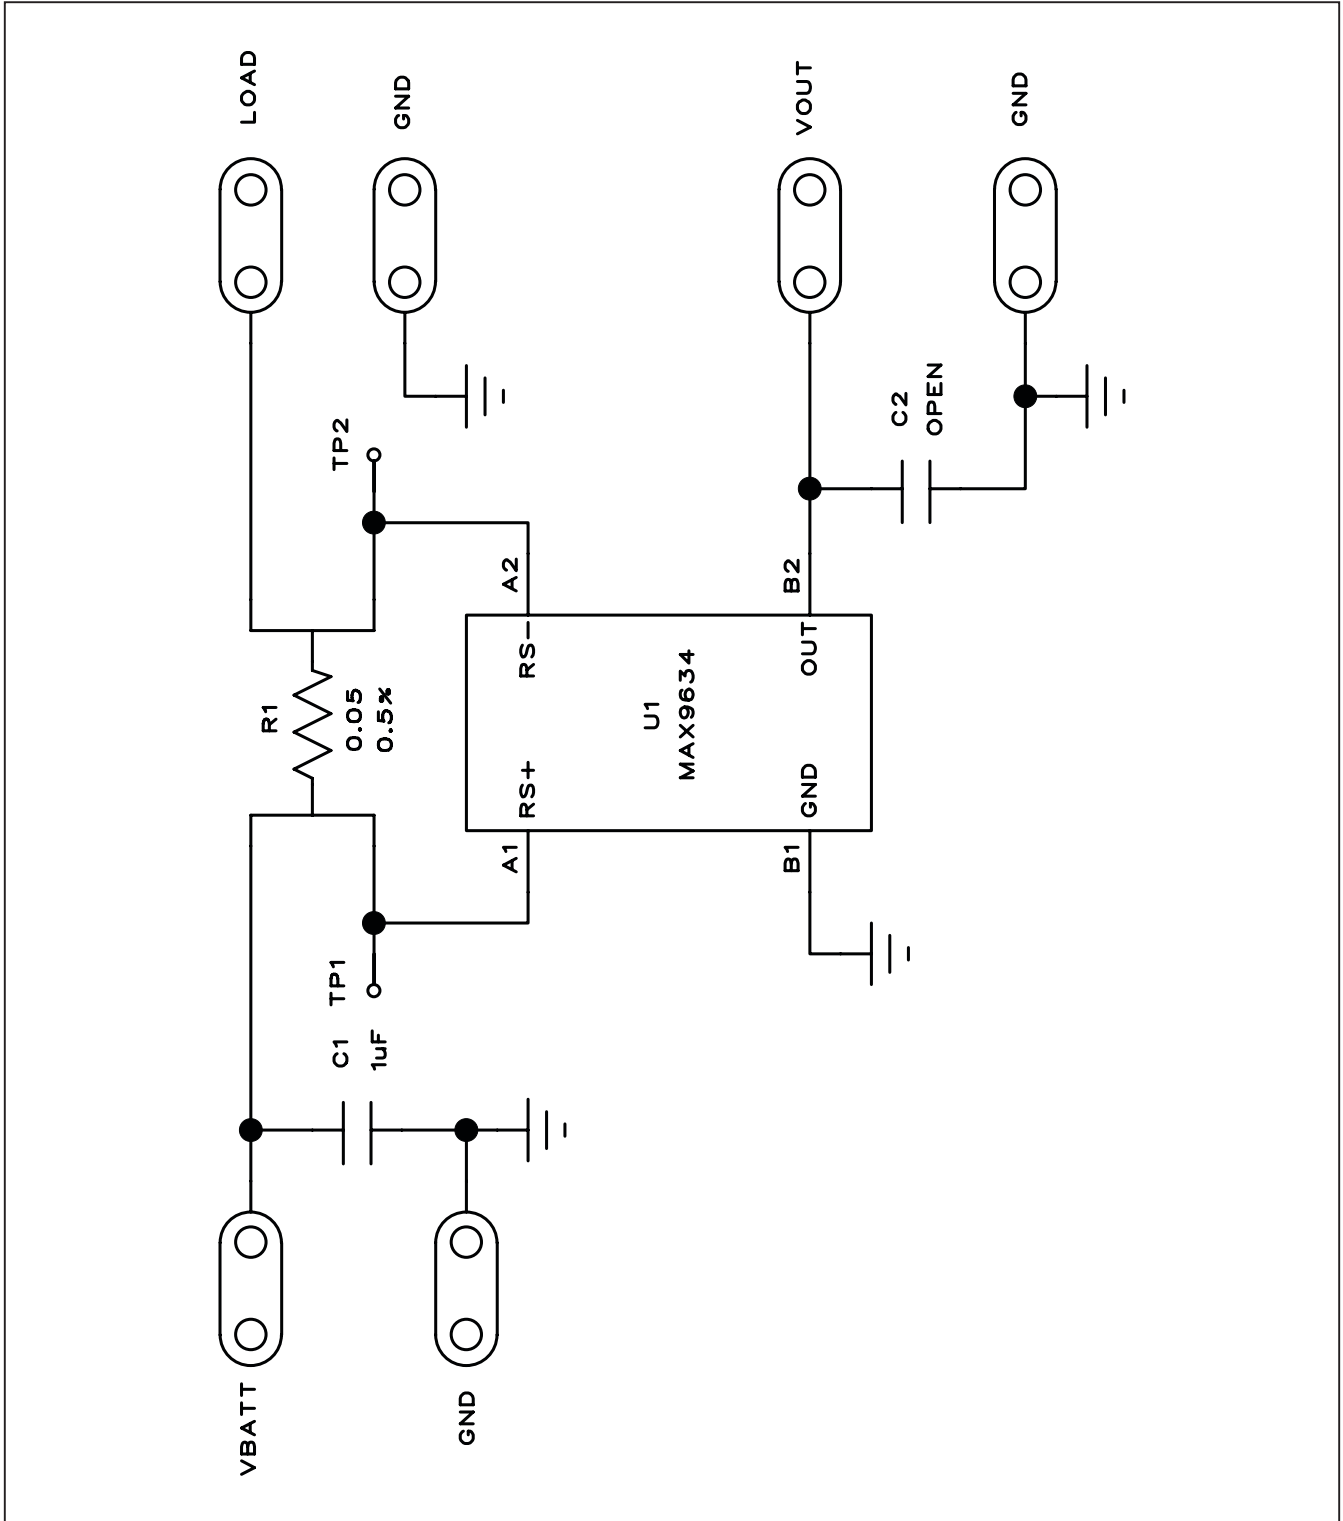 VBATT
GND
C1
1uF
TP1
R1
0.05
0.5%
TP2
LOAD
GND
A1
RS+
RS-
A2
U1
MAX9634
B1
GND
OUT
B2
C2
OPEN
VOUT
GND